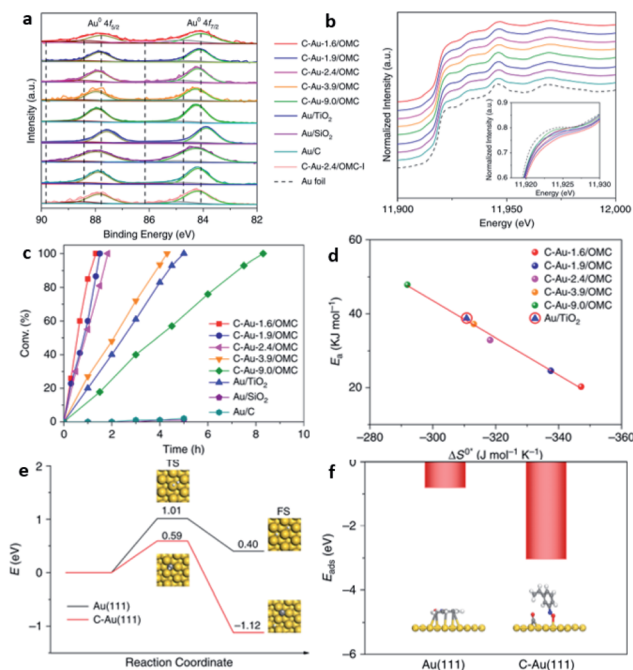 a
Au⁰ 4f₅/₂ Au⁰ 4f₇/₂
Intensity (a.u.)
90 88 86 84 82
Binding Energy (eV)
C-Au-1.6/OMC
C-Au-1.9/OMC
C-Au-2.4/OMC
C-Au-3.9/OMC
C-Au-9.0/OMC
Au/TiO₂
Au/SiO₂
Au/C
C-Au-2.4/OMC-I
Au foil
b
Normalized Intensity (a.u.)
11,900 11,950 12,000
Energy (eV)
Normalized Intensity (a.u.)
0.8
0.7
0.6
11,920 11,925 11,930
Energy (eV)
c
Conv. (%)
100
80
60
40
20
0
0 2 4 6 8 10
Time (h)
C-Au-1.6/OMC
C-Au-1.9/OMC
C-Au-2.4/OMC
C-Au-3.9/OMC
C-Au-9.0/OMC
Au/TiO₂
Au/SiO₂
Au/C
d
Eₐ (KJ mol⁻¹)
60
40
20
−280 −300 −320 −340 −360
ΔS⁰* (J mol⁻¹ K⁻¹)
C-Au-1.6/OMC
C-Au-1.9/OMC
C-Au-2.4/OMC
C-Au-3.9/OMC
C-Au-9.0/OMC
Au/TiO₂
e
E (eV)
2
1
0
−1
TS
1.01
0.59
FS
0.40
−1.12
Au(111)
C-Au(111)
Reaction Coordinate
f
E_ads (eV)
0
−2
−4
−6
Au(111) C-Au(111)